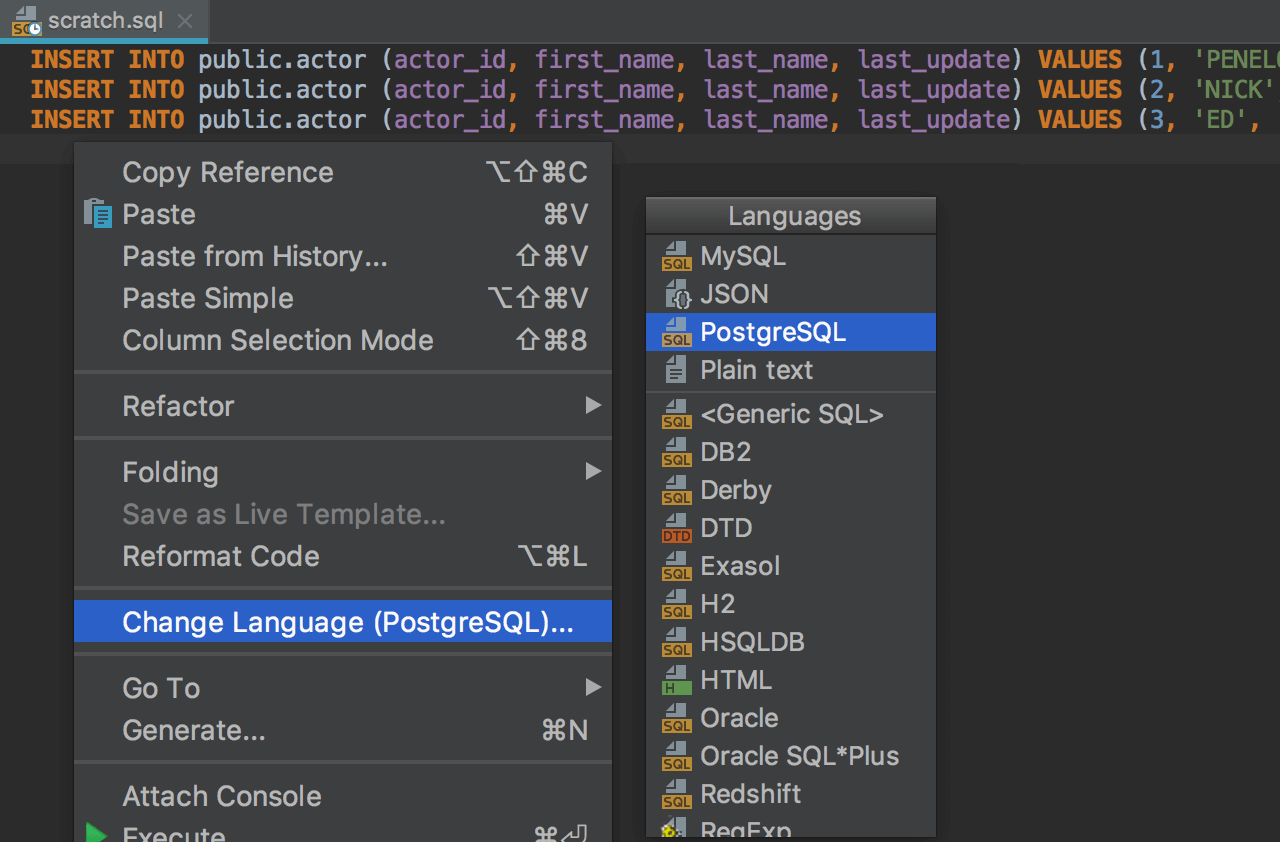 scratch.sql
INSERT INTO public.actor (actor_id, first_name, last_name, last_update) VALUES (1, 'PENELO
INSERT INTO public.actor (actor_id, first_name, last_name, last_update) VALUES (2, 'NICK'
INSERT INTO public.actor (actor_id, first_name, last_name, last_update) VALUES (3, 'ED',
Copy Reference ⌥⇧⌘C
Paste ⌘V
Paste from History... ⇧⌘V
Paste Simple ⌥⇧⌘V
Column Selection Mode ⇧⌘8
Refactor
Folding
Save as Live Template...
Reformat Code ⌥⌘L
Change Language (PostgreSQL)...
Go To
Generate... ⌘N
Attach Console
Execute ⌘⏎
Languages
SQL MySQL
JSON
SQL PostgreSQL
Plain text
SQL <Generic SQL>
SQL DB2
SQL Derby
DTD DTD
SQL Exasol
SQL H2
SQL HSQLDB
H HTML
SQL Oracle
SQL Oracle SQL*Plus
SQL Redshift
RegExp